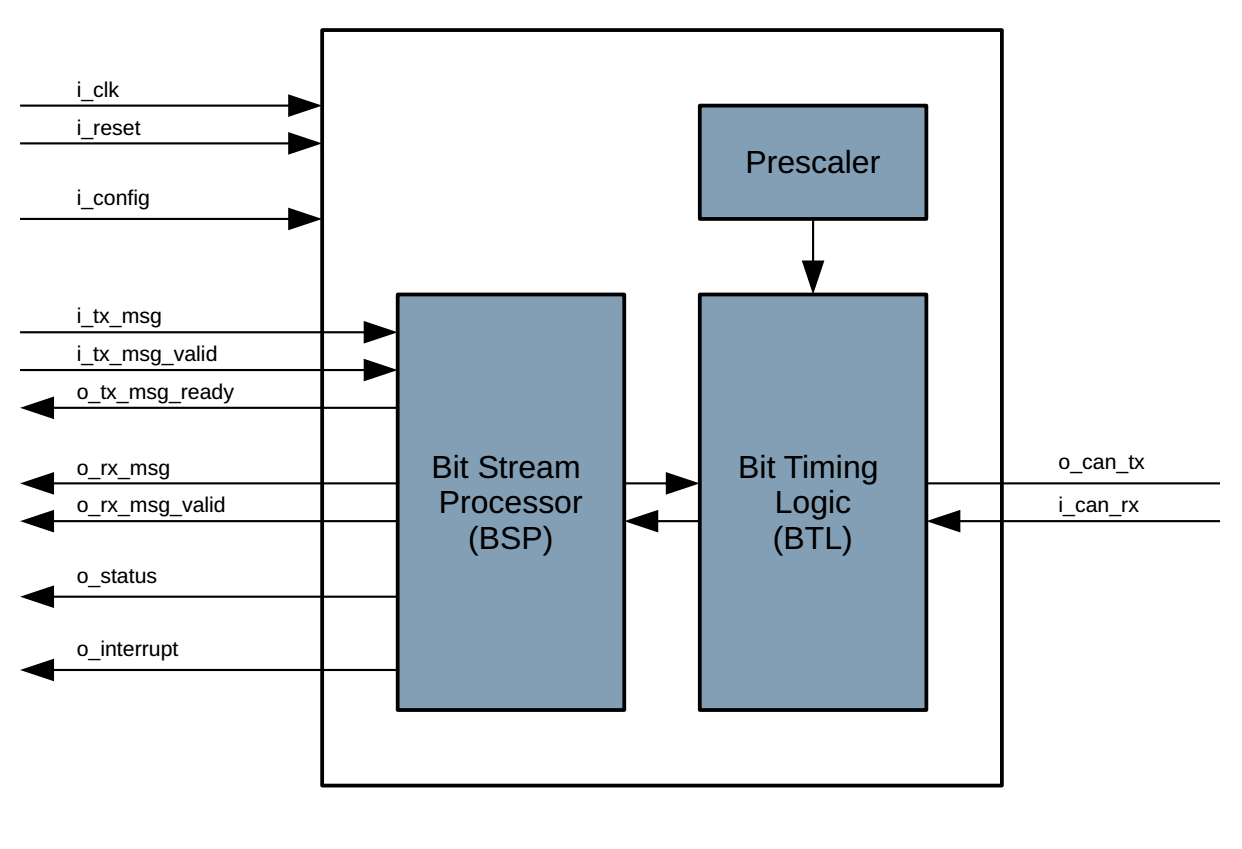 i_clk
i_reset
Prescaler
i_config
i_tx_msg
i_tx_msg_valid
o_tx_msg_ready
o_rx_msg
o_rx_msg_valid
o_status
o_interrupt
Bit Stream
Processor
(BSP)
Bit Timing
Logic
(BTL)
o_can_tx
i_can_rx